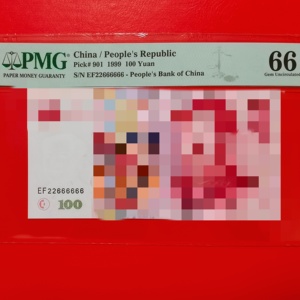 PMG
PAPER MONEY GUARANTY
China / People's Republic
Pick# 901 1999 100 Yuan
S/N EF22666666 - People's Bank of China
66
Gem Uncirculated
EF22666666
100